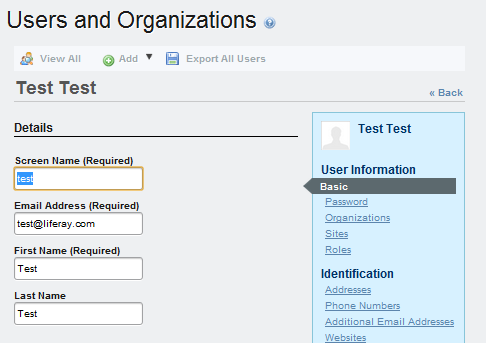 Users and Organizations
View All Add Export All Users
Test Test
« Back
Details
Screen Name (Required)
test
Email Address (Required)
test@liferay.com
First Name (Required)
Test
Last Name
Test
Test Test
User Information
Basic
Password
Organizations
Sites
Roles
Identification
Addresses
Phone Numbers
Additional Email Addresses
Websites